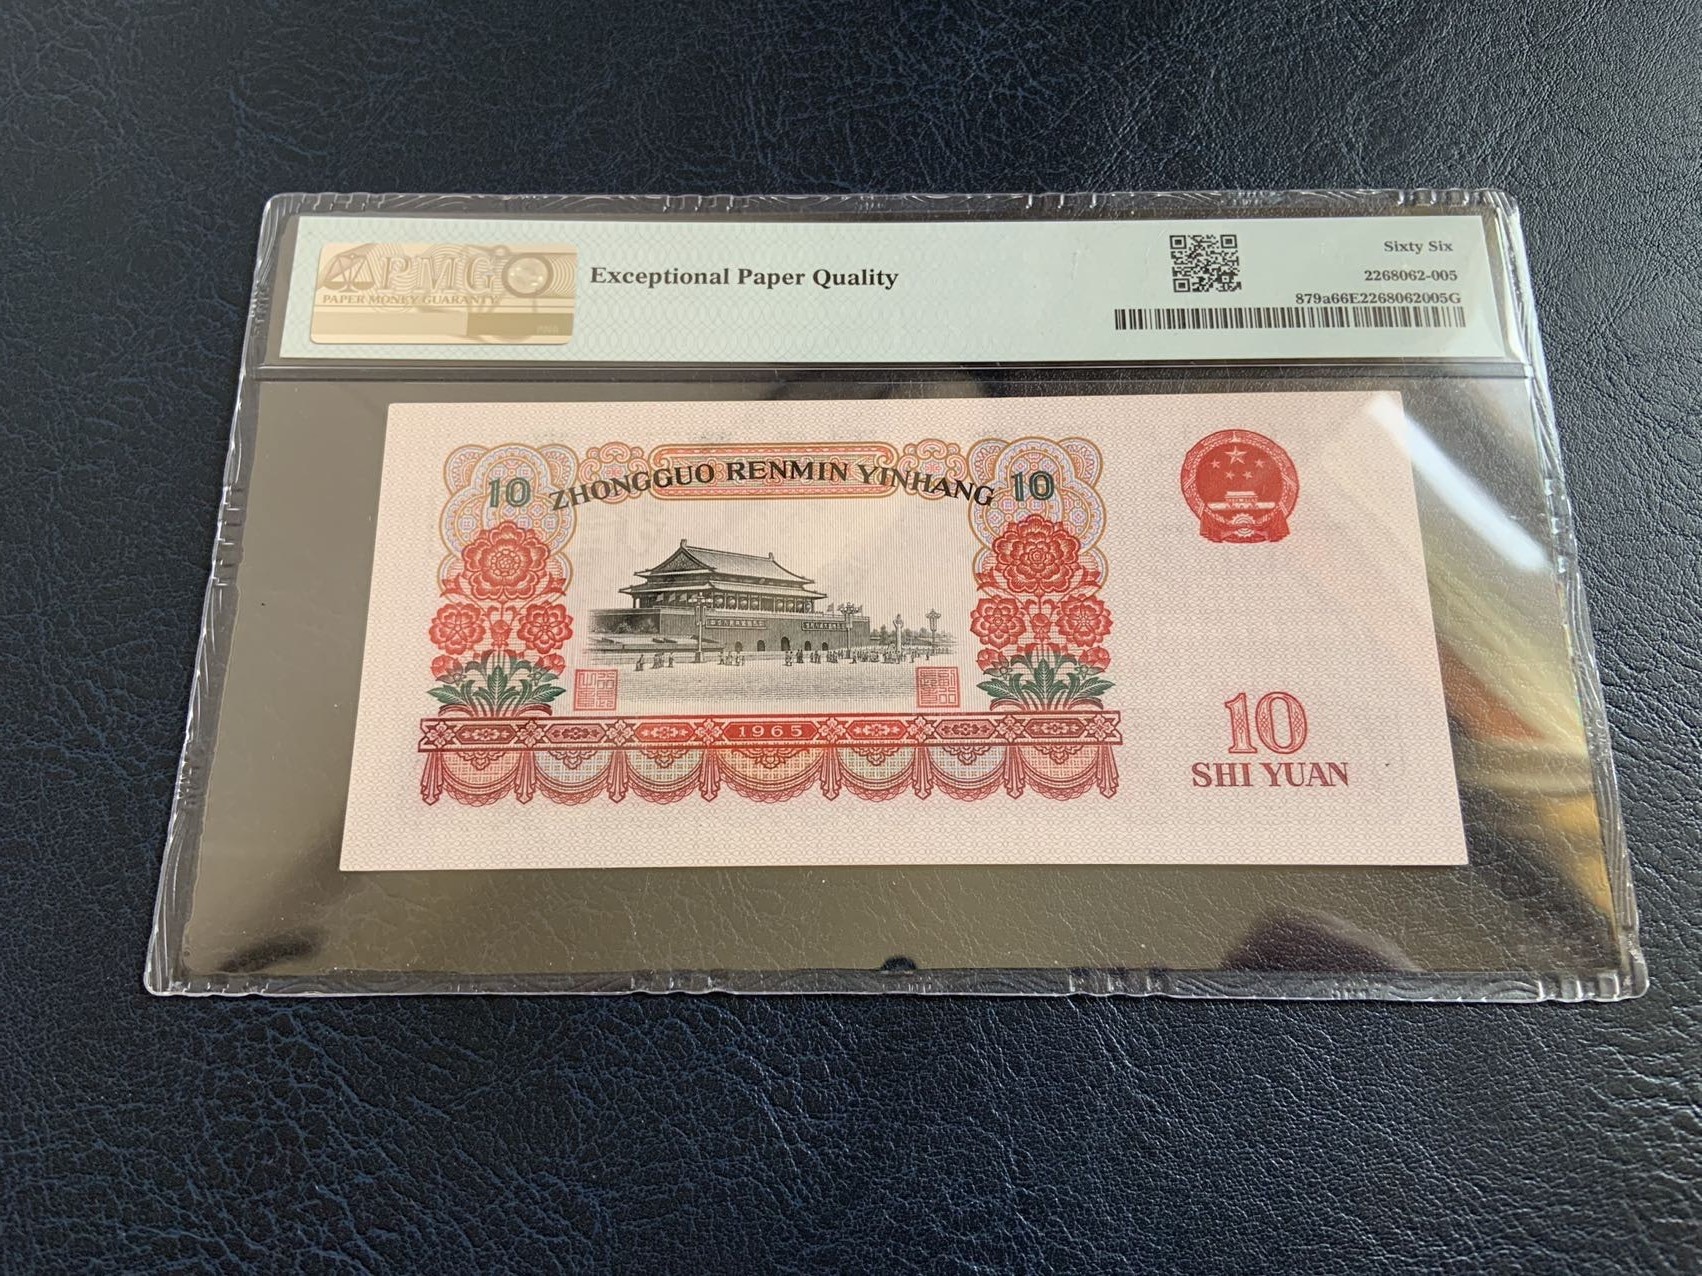 PMG
PAPER MONEY GUARANTY
Exceptional Paper Quality
Sixty Six
2268062-005
879a66E2268062005G
10 ZHONGGUO RENMIN YINHANG 10
1965
10
SHI YUAN